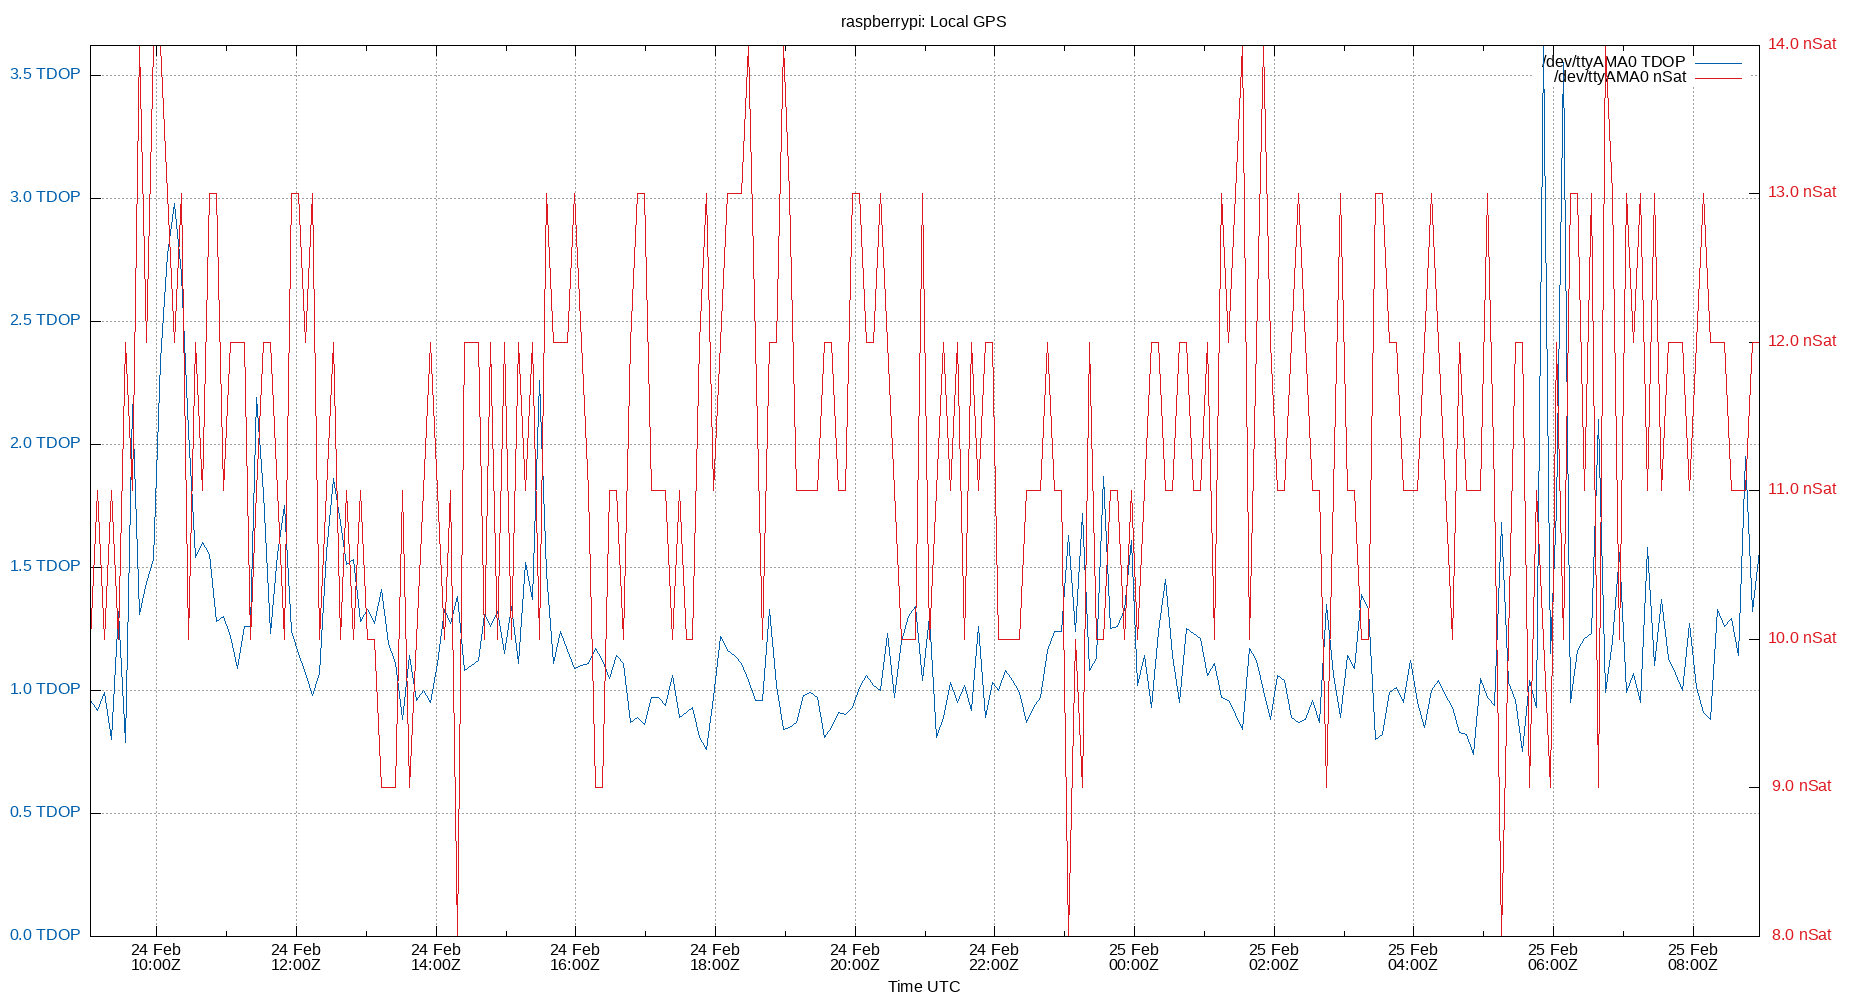 raspberrypi: Local GPS
14.0 nSat
/dev/ttyAMA0 TDOP
3.5 TDOP
/dev/ttyAMA0 nSat
3.0 TDOP
13.0 nSat
2.5 TDOP
12.0 nSat
2.0 TDOP
11.0 nSat
1.5 TDOP
10.0 nSat
1.0 TDOP
9.0 nSat
0.5 TDOP
0.0 TDOP
8.0 nSat
24 Feb 24 Feb 24 Feb 24 Feb 24 Feb 24 Feb 24 Feb 25 Feb 25 Feb 25 Feb 25 Feb 25 Feb
10:00Z 12:00Z 14:00Z 16:00Z 18:00Z 20:00Z 22:00Z 00:00Z 02:00Z 04:00Z 06:00Z 08:00Z
Time UTC